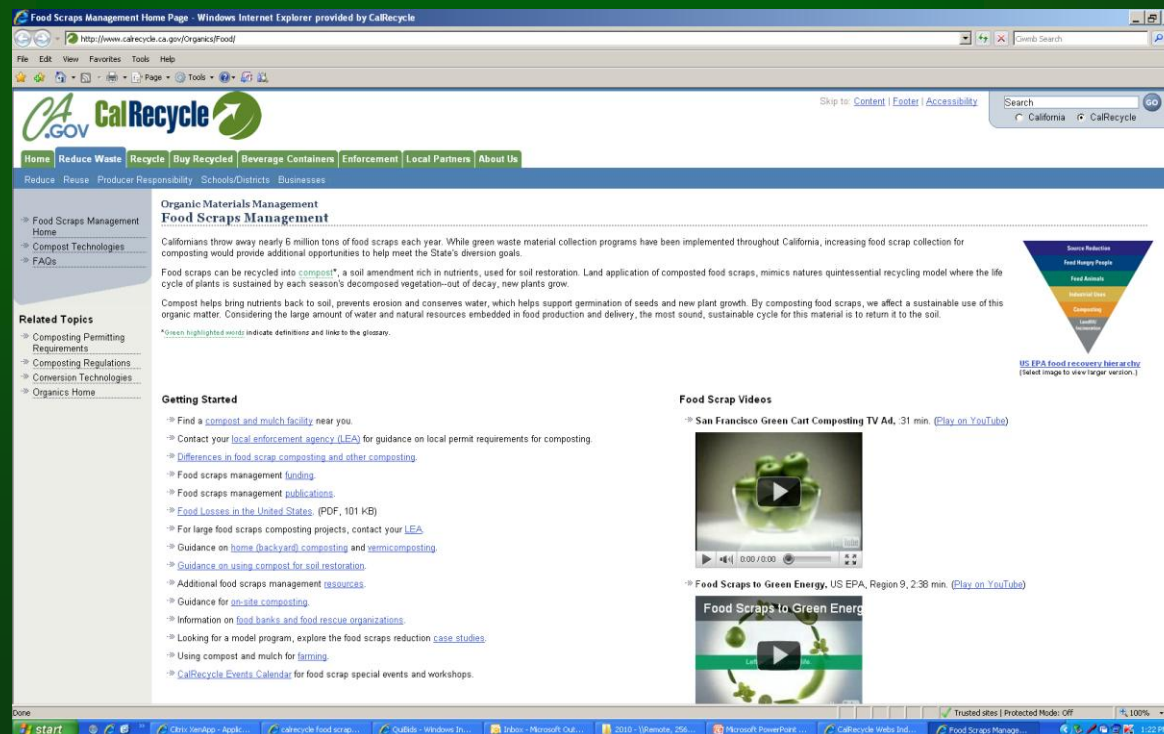 Food Scraps Management Home Page - Windows Internet Explorer provided by CalRecycle
http://www.calrecycle.ca.gov/Organics/Food/
Ciwmb Search
File Edit View Favorites Tools Help
Page Tools
CA.GOV CalRecycle
Skip to: Content | Footer | Accessibility
Search GO
California CalRecycle
Home Reduce Waste Recycle Buy Recycled Beverage Containers Enforcement Local Partners About Us
Reduce Reuse Producer Responsibility Schools/Districts Businesses
Food Scraps Management
Home
Compost Technologies
FAQs
Related Topics
Composting Permitting
Requirements
Composting Regulations
Conversion Technologies
Organics Home
Organic Materials Management
Food Scraps Management
Californians throw away nearly 6 million tons of food scraps each year. While green waste material collection programs have been implemented throughout California, increasing food scrap collection for
composting would provide additional opportunities to help meet the State's diversion goals.
Food scraps can be recycled into compost*, a soil amendment rich in nutrients, used for soil restoration. Land application of composted food scraps, mimics natures quintessential recycling model where the life
cycle of plants is sustained by each season's decomposed vegetation--out of decay, new plants grow.
Compost helps bring nutrients back to soil, prevents erosion and conserves water, which helps support germination of seeds and new plant growth. By composting food scraps, we affect a sustainable use of this
organic matter. Considering the large amount of water and natural resources embedded in food production and delivery, the most sound, sustainable cycle for this material is to return it to the soil.
*Green highlighted words indicate definitions and links to the glossary.
Source Reduction
Feed Hungry People
Feed Animals
Industrial Uses
Composting
Landfill/
Incineration
US EPA food recovery hierarchy
(Select image to view larger version.)
Getting Started
Find a compost and mulch facility near you.
Contact your local enforcement agency (LEA) for guidance on local permit requirements for composting.
Differences in food scrap composting and other composting.
Food scraps management funding.
Food scraps management publications.
Food Losses in the United States. (PDF, 101 KB)
For large food scraps composting projects, contact your LEA.
Guidance on home (backyard) composting and vermicomposting.
Guidance on using compost for soil restoration.
Additional food scraps management resources.
Guidance for on-site composting.
Information on food banks and food rescue organizations.
Looking for a model program, explore the food scraps reduction case studies.
Using compost and mulch for farming.
CalRecycle Events Calendar for food scrap special events and workshops.
Food Scrap Videos
San Francisco Green Cart Composting TV Ad, :31 min. (Play on YouTube)
0:00 / 0:00
Food Scraps to Green Energy, US EPA, Region 9, 2:38 min. (Play on YouTube)
Food Scraps to Green Energ
Done
Trusted sites | Protected Mode: Off 100%
start Citrix XenApp - Applic... calrecycle food scrap... QuiBids - Windows In... Inbox - Microsoft Out... 2010 - \\Remote, 256... Microsoft PowerPoint ... CalRecycle Webs Ind... Food Scraps Manage... 1:22 P